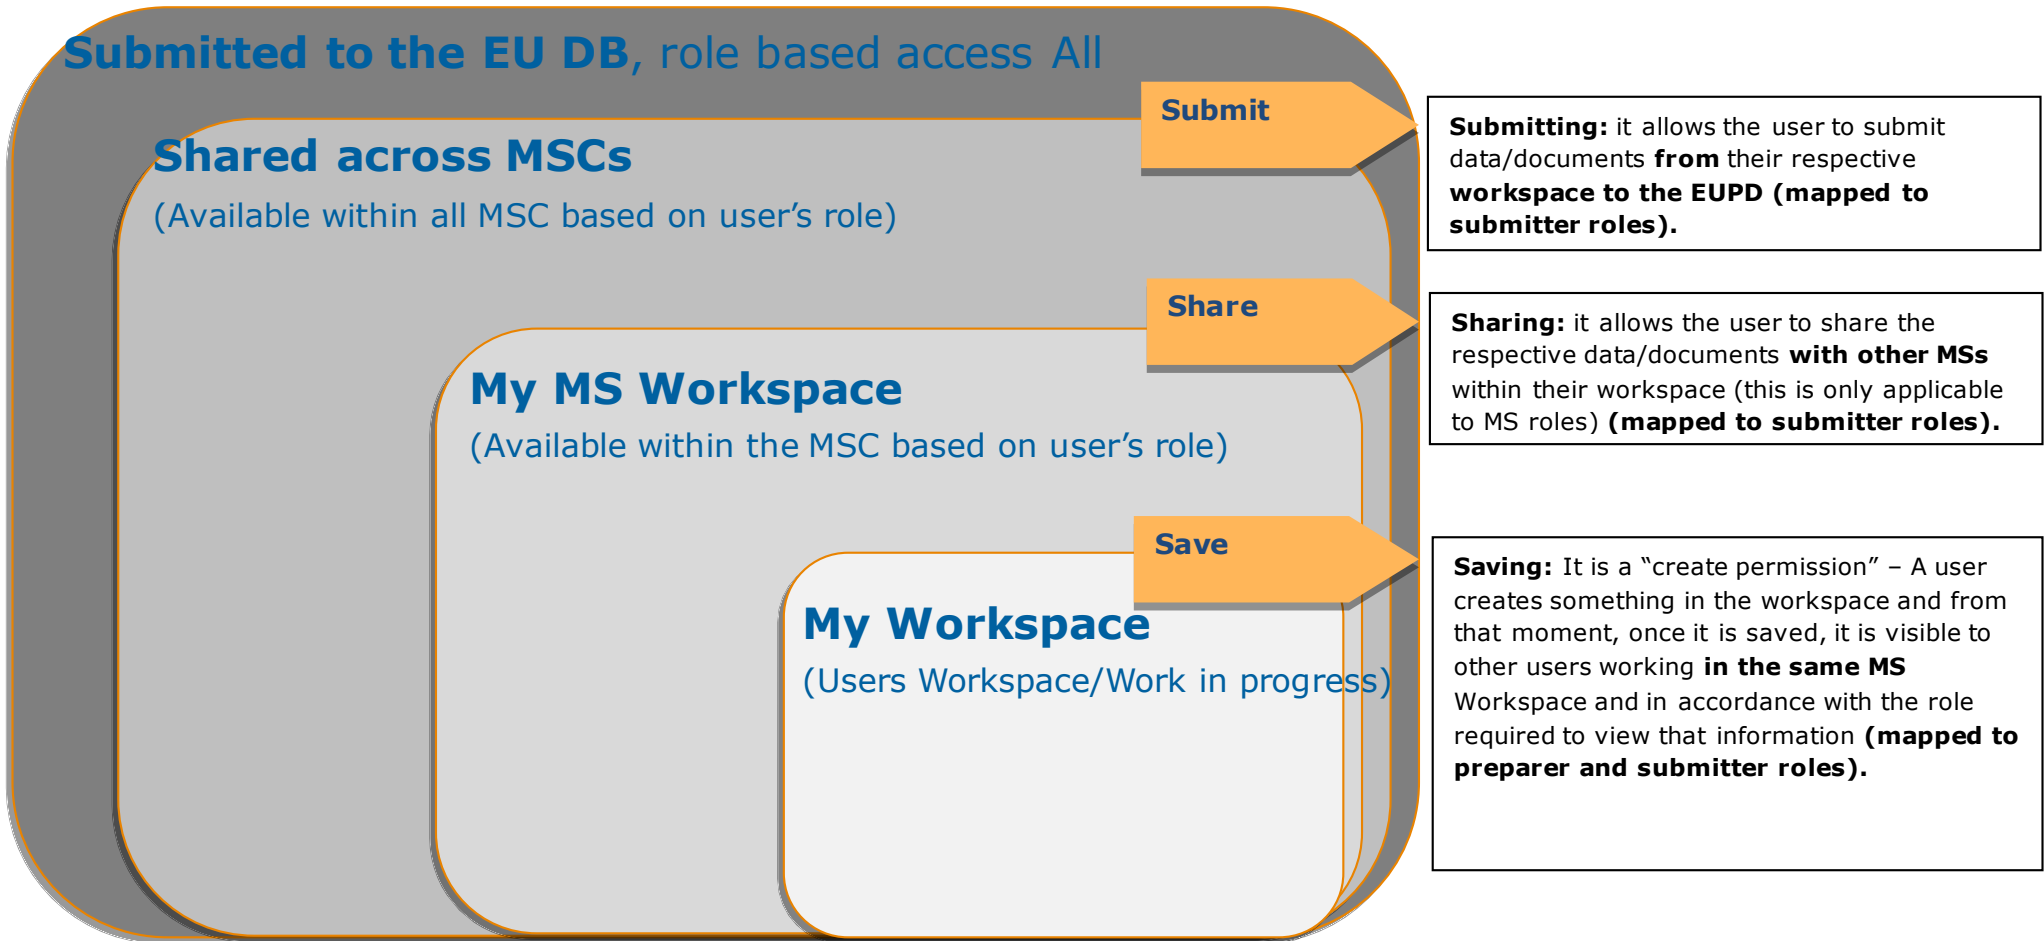 Submitted to the EU DB, role based access All
Submit
Shared across MSCs
(Available within all MSC based on user’s role)
Submitting: it allows the user to submit
data/documents from their respective
workspace to the EUPD (mapped to
submitter roles).
Share
Sharing: it allows the user to share the
respective data/documents with other MSs
within their workspace (this is only applicable
to MS roles) (mapped to submitter roles).
My MS Workspace
(Available within the MSC based on user’s role)
Save
Saving: It is a “create permission” – A user
creates something in the workspace and from
that moment, once it is saved, it is visible to
other users working in the same MS
Workspace and in accordance with the role
required to view that information (mapped to
preparer and submitter roles).
My Workspace
(Users Workspace/Work in progress)